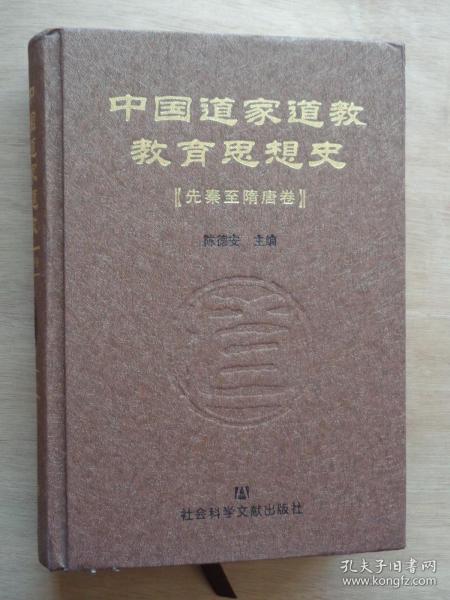 中国道家道教
教育思想史
【先秦至隋唐卷】
陈德安 主编
社会科学文献出版社
孔夫子旧书网
www.kongfz.com